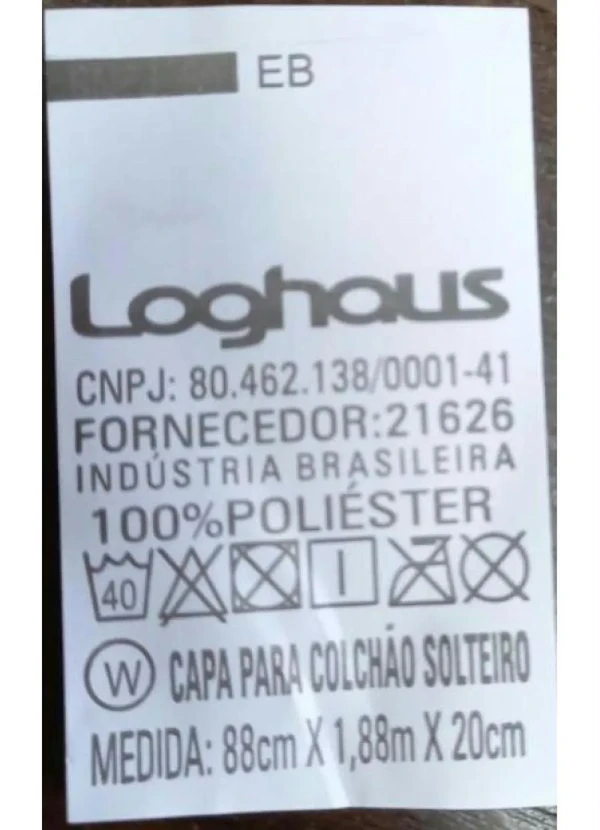 EB
Loghaus
CNPJ: 80.462.138/0001-41
FORNECEDOR:21626
INDÚSTRIA BRASILEIRA
100%POLIÉSTER
40
W CAPA PARA COLCHÃO SOLTEIRO
MEDIDA: 88cm X 1,88m X 20cm